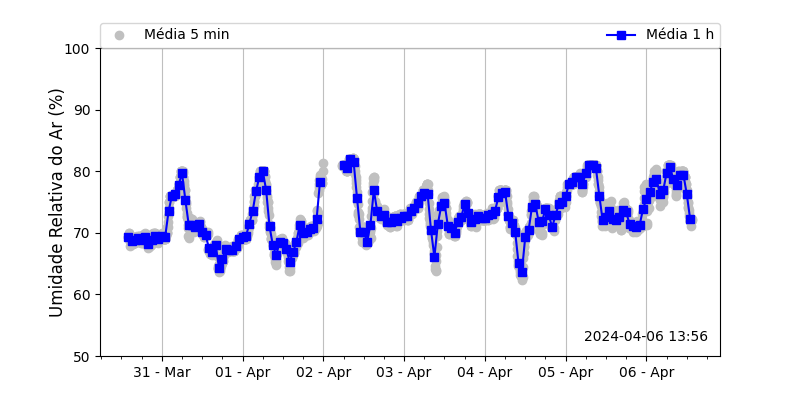 Média 5 min
Média 1 h
Umidade Relativa do Ar (%)
100
90
80
70
60
50
2024-04-06 13:56
31 - Mar
01 - Apr
02 - Apr
03 - Apr
04 - Apr
05 - Apr
06 - Apr